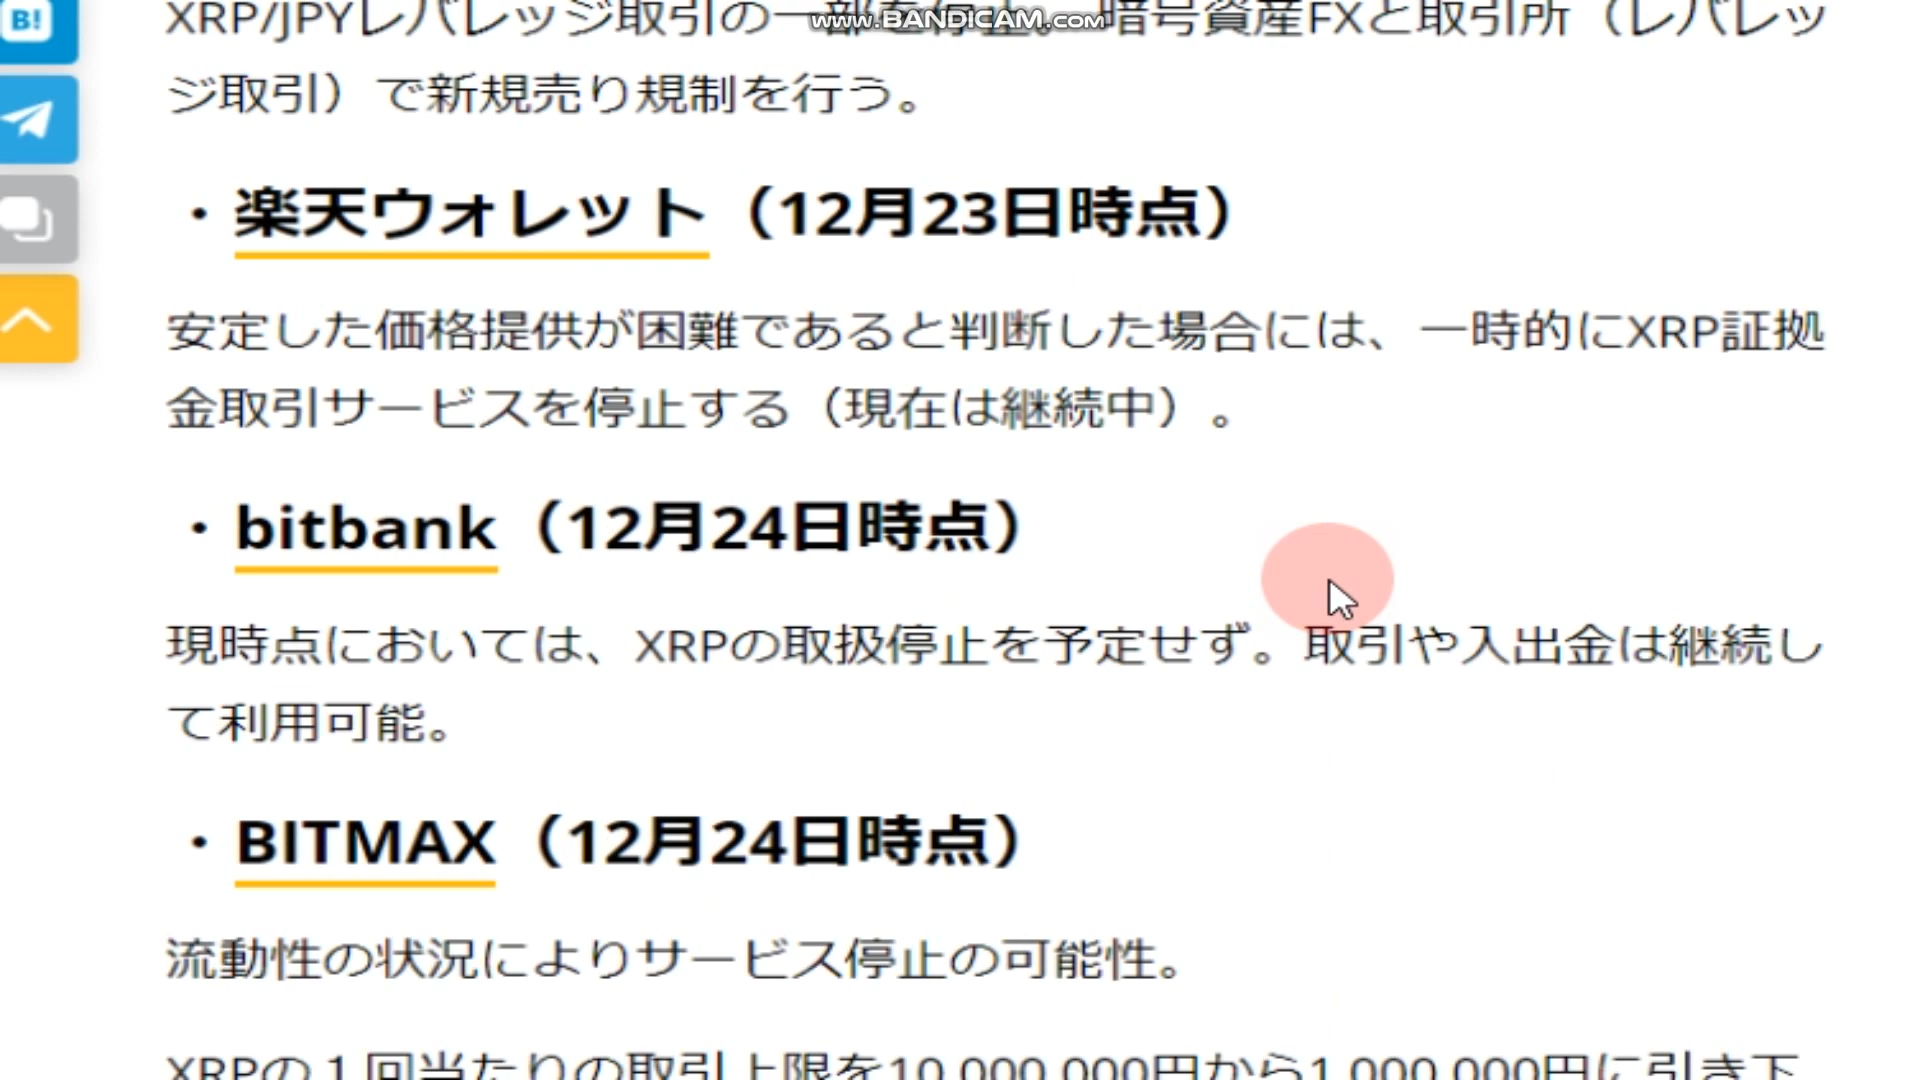 B!
www.BANDICAM.com
XRP/JPYレバレッジ取引の一部を停止。暗号資産FXと取引所（レバレッ
ジ取引）で新規売り規制を行う。
・楽天ウォレット（12月23日時点）
安定した価格提供が困難であると判断した場合には、一時的にXRP証拠
金取引サービスを停止する（現在は継続中）。
・bitbank（12月24日時点）
現時点においては、XRPの取扱停止を予定せず。取引や入出金は継続し
て利用可能。
・BITMAX（12月24日時点）
流動性の状況によりサービス停止の可能性。
XRPの１回当たりの取引上限を10,000,000円から1,000,000円に引き下